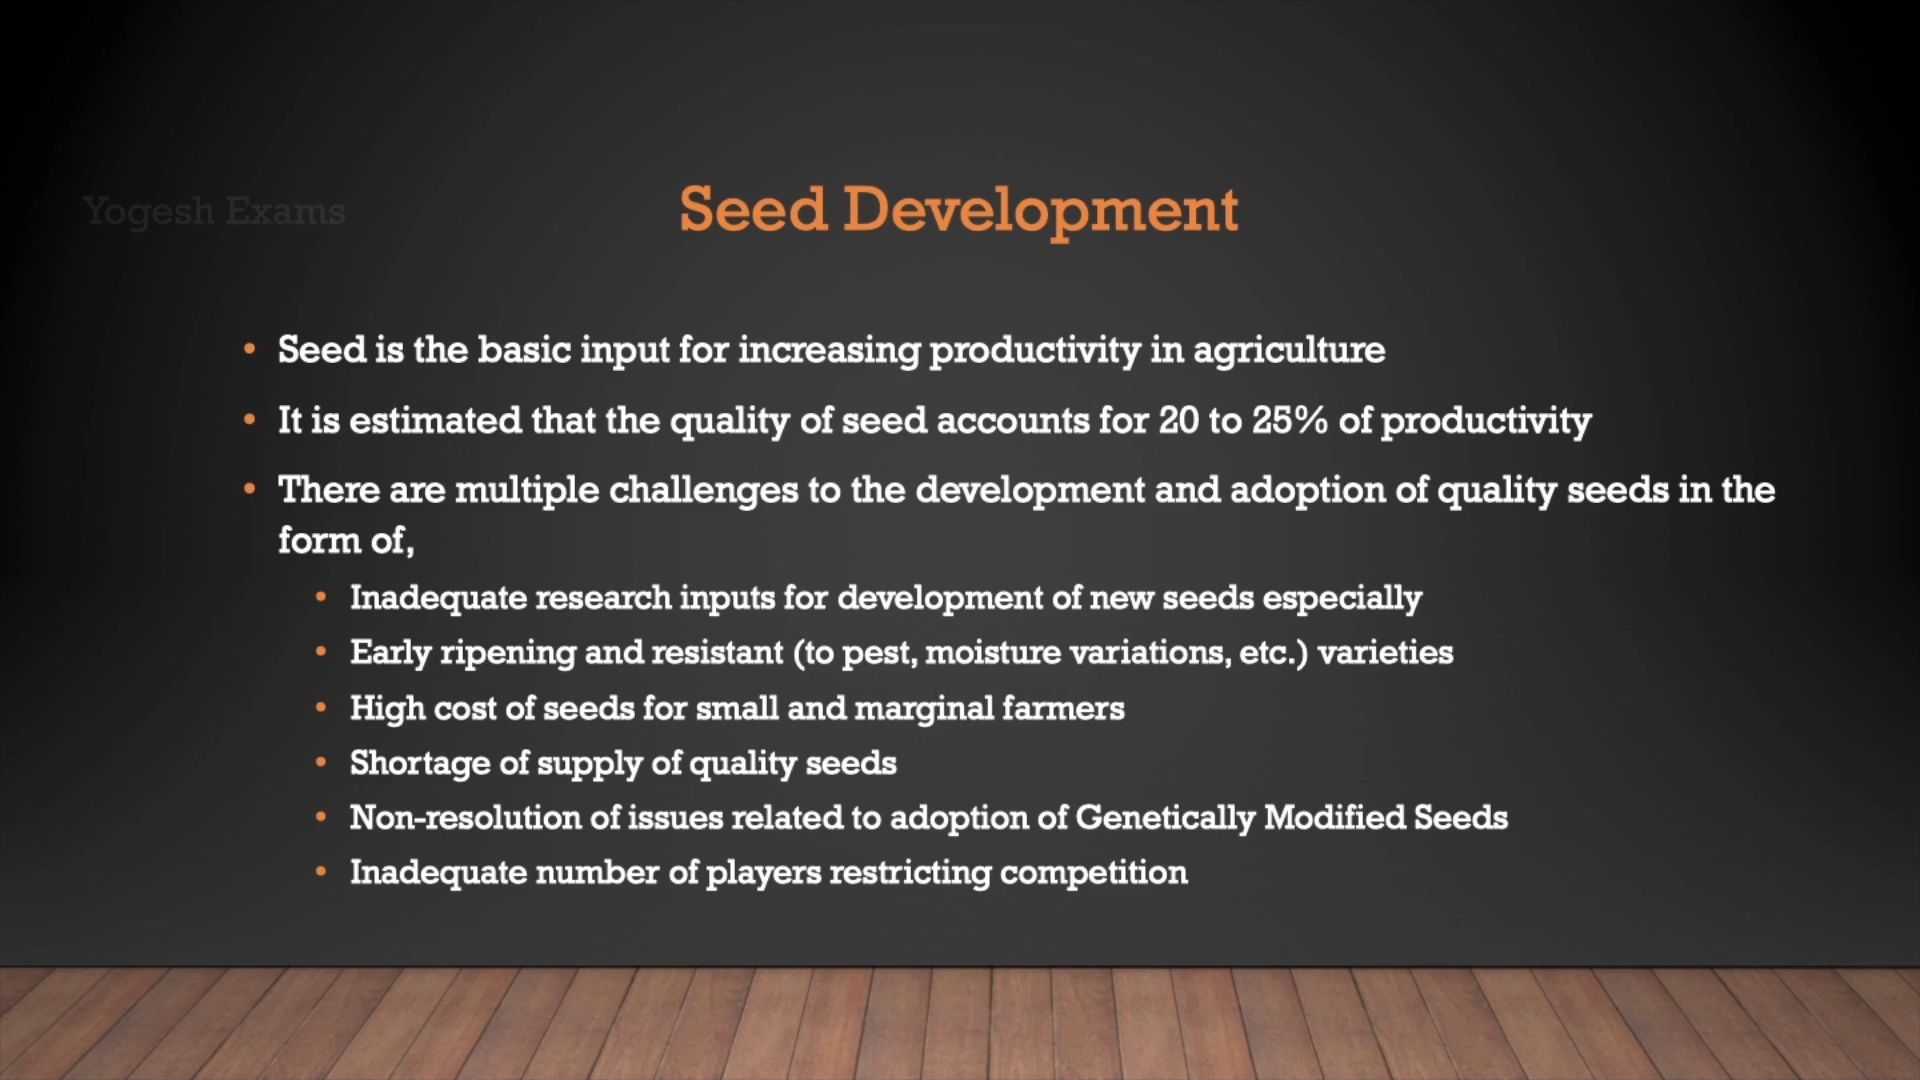 Yogesh Exams
Seed Development
• Seed is the basic input for increasing productivity in agriculture
• It is estimated that the quality of seed accounts for 20 to 25% of productivity
• There are multiple challenges to the development and adoption of quality seeds in the
form of,
• Inadequate research inputs for development of new seeds especially
• Early ripening and resistant (to pest, moisture variations, etc.) varieties
• High cost of seeds for small and marginal farmers
• Shortage of supply of quality seeds
• Non-resolution of issues related to adoption of Genetically Modified Seeds
• Inadequate number of players restricting competition